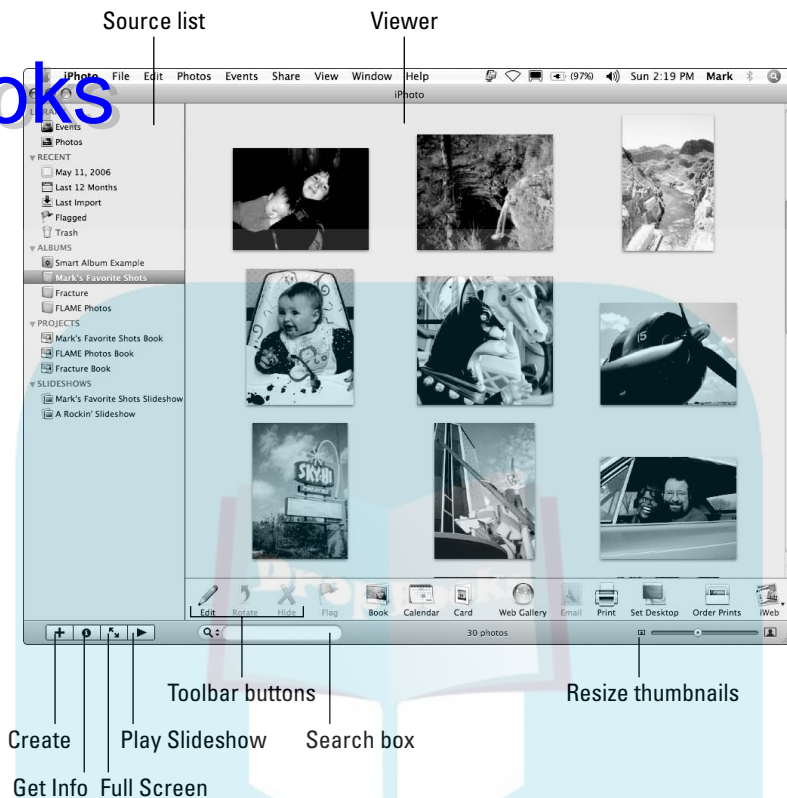 Source list
Viewer
oks
iPhoto File Edit Photos Events Share View Window Help (97%) Sun 2:19 PM Mark
iPhoto
Events
Photos
RECENT
May 11, 2006
Last 12 Months
Last Import
Flagged
Trash
ALBUMS
Smart Album Example
Mark's Favorite Shots
Fracture
FLAME Photos
PROJECTS
Mark's Favorite Shots Book
FLAME Photos Book
Fracture Book
SLIDESHOWS
Mark's Favorite Shots Slideshow
A Rockin' Slideshow
15
SKY-HI
DropBooks
Edit Rotate Hide Flag Book Calendar Card Web Gallery Email Print Set Desktop Order Prints iWeb
30 photos
Toolbar buttons
Resize thumbnails
Create
Play Slideshow
Search box
Get Info
Full Screen